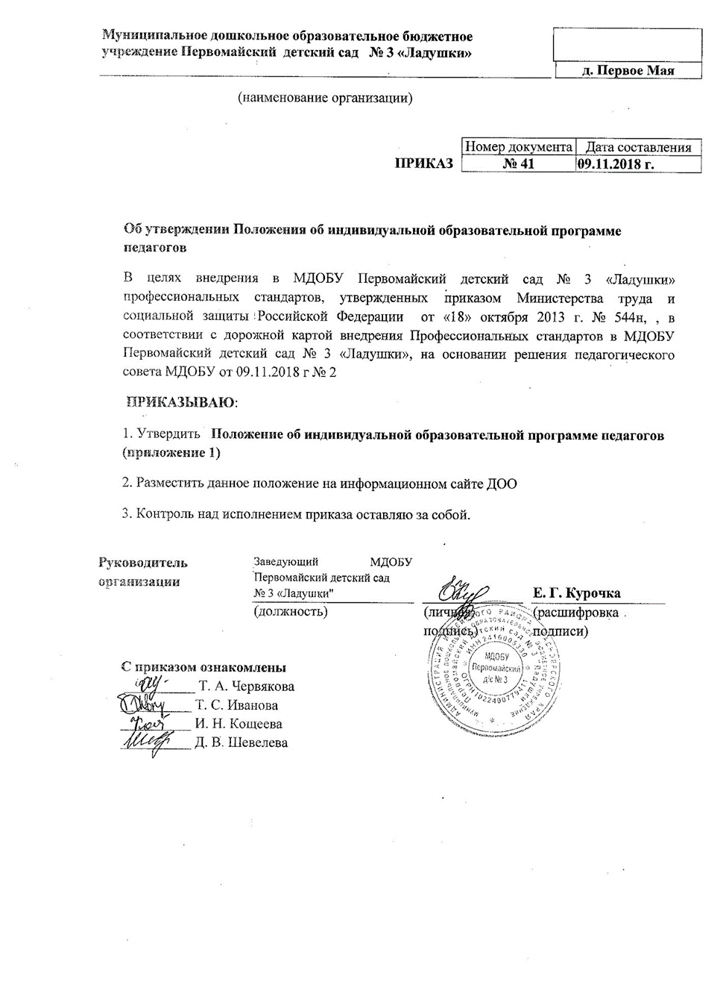 Муниципальное дошкольное образовательное бюджетное
учреждение Первомайский детский сад № 3 «Ладушки»
д. Первое Мая
(наименование организации)
Номер документа Дата составления
ПРИКАЗ № 41 09.11.2018 г.
Об утверждении Положения об индивидуальной образовательной программе
педагогов
В целях внедрения в МДОБУ Первомайский детский сад № 3 «Ладушки»
профессиональных стандартов, утвержденных приказом Министерства труда и
социальной защиты Российской Федерации от «18» октября 2013 г. № 544н, , в
соответствии с дорожной картой внедрения Профессиональных стандартов в МДОБУ
Первомайский детский сад № 3 «Ладушки», на основании решения педагогического
совета МДОБУ от 09.11.2018 г № 2
ПРИКАЗЫВАЮ:
1. Утвердить Положение об индивидуальной образовательной программе педагогов
(приложение 1)
2. Разместить данное положение на информационном сайте ДОО
3. Контроль над исполнением приказа оставляю за собой.
Руководитель
организации
Заведующий МДОБУ
Первомайский детский сад
№ 3 «Ладушки"
(должность)
(личная
подпись)
Е. Г. Курочка
(расшифровка
подписи)
ИНН 2416005330
ОГРН 1022400779411
МДОБУ
Первомайский
д/с № 3
С приказом ознакомлены
Т. А. Червякова
Т. С. Иванова
И. Н. Кощеева
Д. В. Шевелева